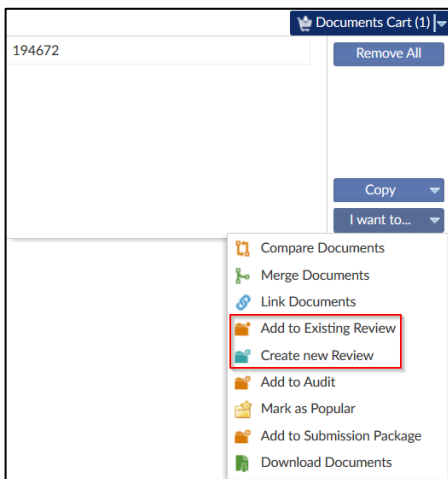 Documents Cart (1)
194672
Remove All
Copy
I want to...
Compare Documents
Merge Documents
Link Documents
Add to Existing Review
Create new Review
Add to Audit
Mark as Popular
Add to Submission Package
Download Documents